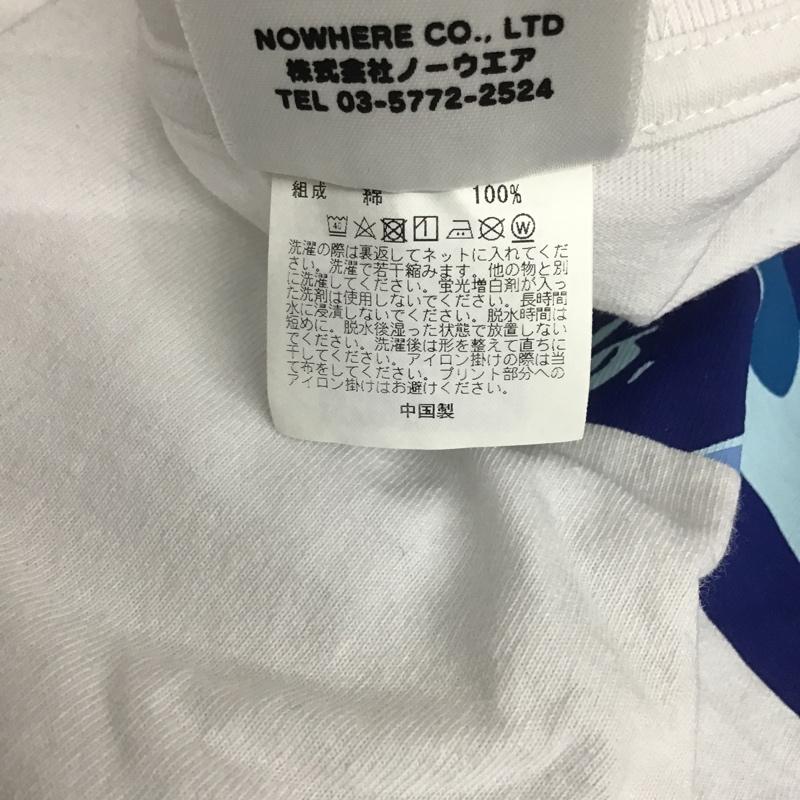 NOWHERE CO., LTD
株式会社ノーウエア
TEL 03-5772-2524
組成 綿 100%
40 W
洗濯の際は裏返してネットに入れてくだ
さい。洗濯で若干縮みます。他の物と別
に洗濯してください。蛍光増白剤が入っ
た洗剤は使用しないでください。長時間
水に浸漬しないでください。脱水時間は
短めに。脱水後湿った状態で放置しない
でください。洗濯後は形を整えて直ちに
干してください。アイロン掛けの際は当
て布をしてください。プリント部分への
アイロン掛けはお避けください。
中国製